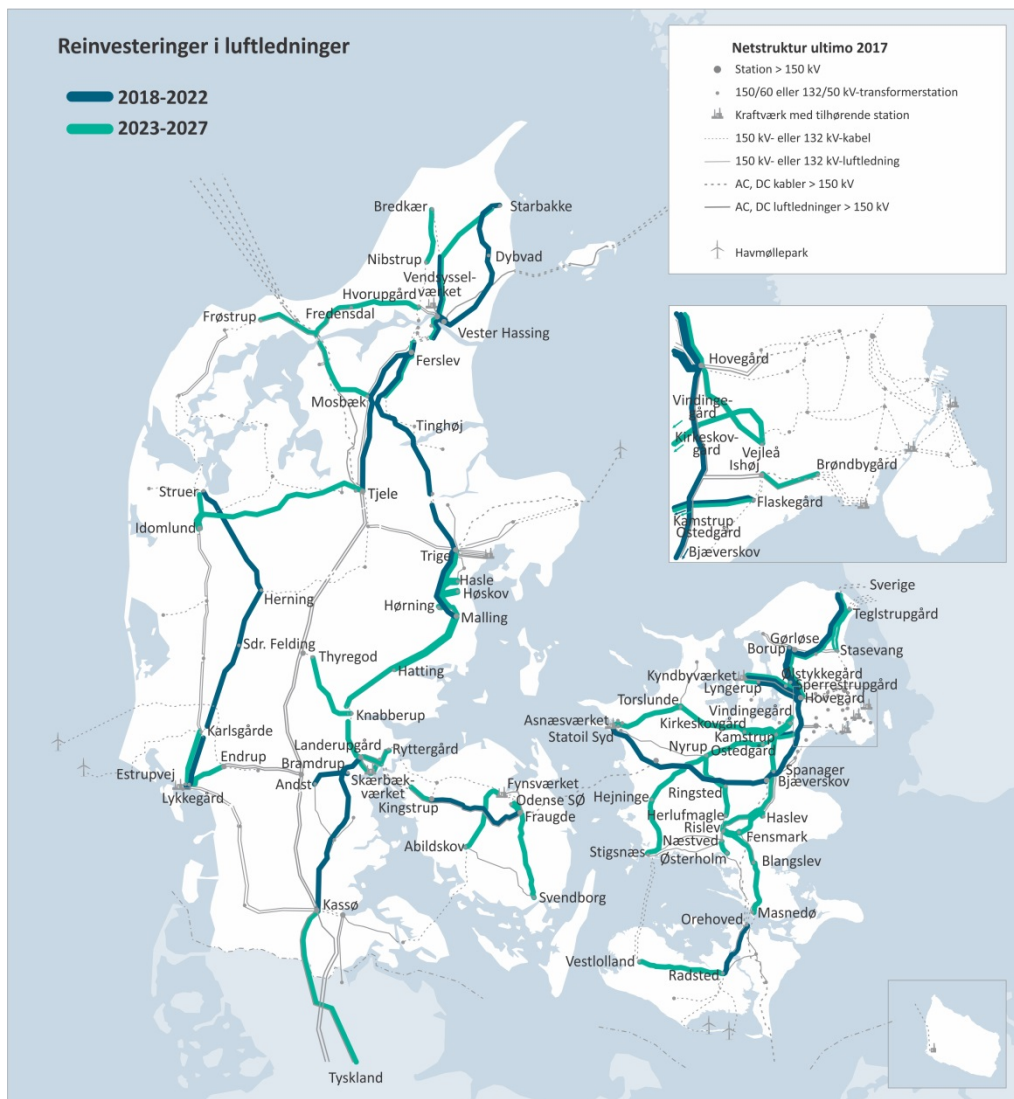 Reinvesteringer i luftledninger
2018-2022
2023-2027
Netstruktur ultimo 2017
Station > 150 kV
150/60 eller 132/50 kV-transformerstation
Kraftværk med tilhørende station
150 kV- eller 132 kV-kabel
150 kV- eller 132 kV-luftledning
AC, DC kabler > 150 kV
AC, DC luftledninger > 150 kV
Havmøllepark
Bredkær
Starbakke
Nibstrup
Dybvad
Vendsyssel-
værket
Hvorupgård
Frøstrup
Fredensdal
Vester Hassing
Ferslev
Mosbæk
Tinghøj
Struer
Tjele
Idomlund
Trige
Hasle
Høskov
Herning
Hørning
Malling
Sdr. Felding
Thyregod
Hatting
Knabberup
Karlsgårde
Landerupgård
Ryttergård
Endrup
Bramdrup
Estrupvej
Skærbæk-
værket
Andst
Lykkegård
Kingstrup
Fynsværket
Odense SØ
Fraugde
Abildskov
Svendborg
Kassø
Tyskland
Hovegård
Vindinge-
gård
Kirkeskov-
gård
Vejleå
Ishøj
Brøndbygård
Flaskegård
Kamstrup
Ostedgård
Bjæverskov
Sverige
Teglstrupgård
Gørløse
Borup
Stasevang
Ølstykkegård
Kyndbyværket
Sperrestrupgård
Lyngerup
Hovegård
Torslunde
Vindingegård
Asnæsværket
Kirkeskovgård
Statoil Syd
Kamstrup
Nyrup
Ostedgård
Spanager
Bjæverskov
Hejninge
Ringsted
Herlufmagle
Haslev
Rislev
Fensmark
Næstved
Stigsnæs
Østerholm
Blangslev
Masnedø
Orehoved
Vestlolland
Radsted